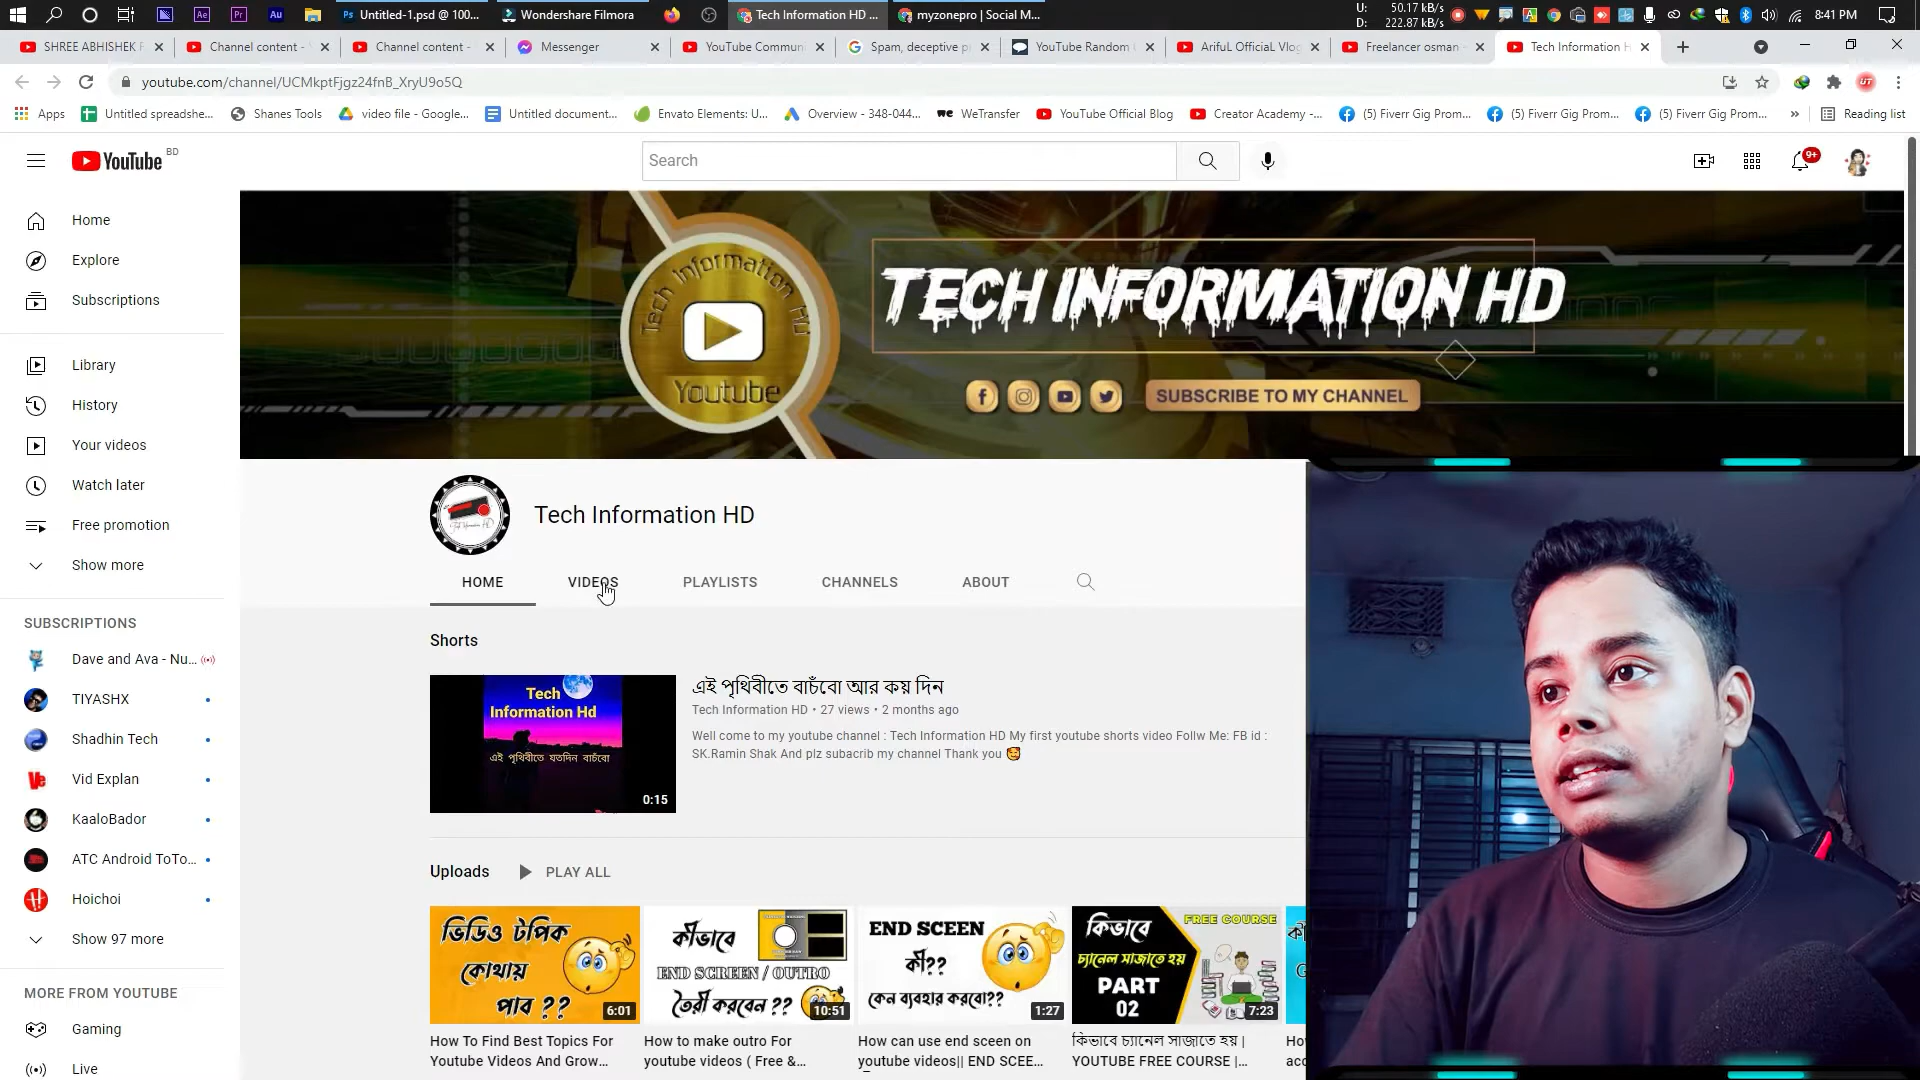 Untitled-1.psd @ 100...
Wondershare Filmora
Tech Information HD ...
myzonepro | Social M...
U: 50.17 kB/s
D: 222.87 kB/s
8:41 PM
SHREE ABHISHEK
Channel content -
Channel content -
Messenger
YouTube Commun
Spam, deceptive p
YouTube Random
ArifuL OfficiaL Vlog
Freelancer osman -
Tech Information H
youtube.com/channel/UCMkptFjgz24fnB_XryU9o5Q
Apps
Untitled spreadshe...
Shanes Tools
video file - Google...
Untitled document...
Envato Elements: U...
Overview - 348-044...
WeTransfer
YouTube Official Blog
Creator Academy -...
(5) Fiverr Gig Prom...
(5) Fiverr Gig Prom...
(5) Fiverr Gig Prom...
Reading list
YouTube BD
Search
9+
Home
Explore
Subscriptions
Library
History
Your videos
Watch later
Free promotion
Show more
SUBSCRIPTIONS
Dave and Ava - Nu...
TIYASHX
Shadhin Tech
Vid Explan
KaaloBador
ATC Android ToTo...
Hoichoi
Show 97 more
MORE FROM YOUTUBE
Gaming
Live
Tech Information HD
Youtube
TECH INFORMATION HD
SUBSCRIBE TO MY CHANNEL
Tech Information HD
HOME
VIDEOS
PLAYLISTS
CHANNELS
ABOUT
Shorts
Tech
Information Hd
এই পৃথিবীতে যতদিন বাচঁবো
0:15
এই পৃথিবীতে বাচঁবো আর কয় দিন
Tech Information HD • 27 views • 2 months ago
Well come to my youtube channel : Tech Information HD My first youtube shorts video Follw Me: FB id :
SK.Ramin Shak And plz subacrib my channel Thank you 🥰
Uploads
PLAY ALL
ভিডিও টপিক
কোথায়
পাব ??
6:01
কীভাবে
END SCREEN / OUTRO
তৈরী করবেন ??
10:51
END SCEEN
কী??
কেন ব্যবহার করবো??
1:27
কিভাবে
FREE COURSE
চ্যানেল সাজাতে হয়
PART
02
7:23
How To Find Best Topics For
Youtube Videos And Grow...
How to make outro For
youtube videos ( Free &...
How can use end sceen on
youtube videos|| END SCEE...
কিভাবে চ্যানেল সাজাতে হয় |
YOUTUBE FREE COURSE |...